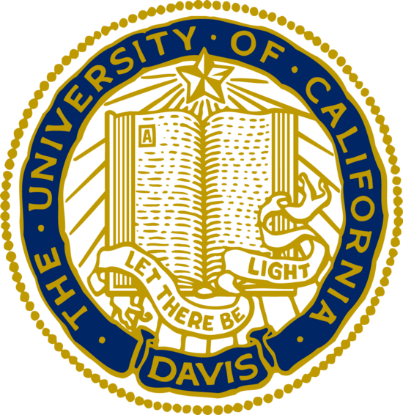 · THE · UNIVERSITY · OF · CALIFORNIA ·
A
LET THERE BE
LIGHT
DAVIS